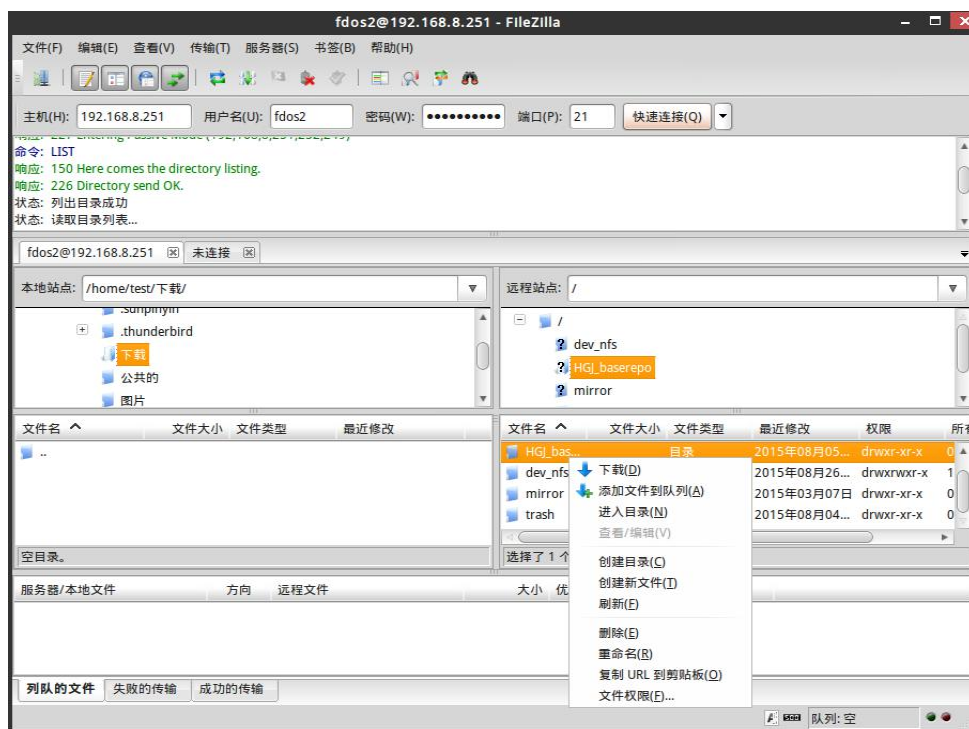 fdos2@192.168.8.251 - FIleZIlla
文件(F) 编辑(E) 查看(V) 传输(T) 服务器(S) 书签(B) 帮助(H)
主机(H): 192.168.8.251 用户名(U): fdos2 密码(W): ●●●●●●●●●● 端口(P): 21 快速连接(Q)
命令: LIST
响应: 150 Here comes the directory listing.
响应: 226 Directory send OK.
状态: 列出目录成功
状态: 读取目录列表...
fdos2@192.168.8.251 未连接
本地站点: /home/test/下载/ 远程站点: /
.sunpinyin /
.thunderbird dev_nfs
下载 HGJ_baserepo
公共的 mirror
图片
文件名 文件大小 文件类型 最近修改 文件名 文件大小 文件类型 最近修改 权限
.. HGJ_bas... 目录 2015年08月05... drwxr-xr-x 0
dev_nfs 2015年08月26... drwxrwxr-x 1
mirror 2015年03月07日 drwxr-xr-x 0
trash 2015年08月04... drwxr-xr-x 0
下载(D)
添加文件到队列(A)
进入目录(N)
查看/编辑(V)
创建目录(C)
创建新文件(T)
刷新(F)
删除(E)
重命名(R)
复制 URL 到剪贴板(O)
文件权限(F)...
空目录。 选择了 1 个
服务器/本地文件 方向 远程文件 大小
列队的文件 失败的传输 成功的传输
队列: 空